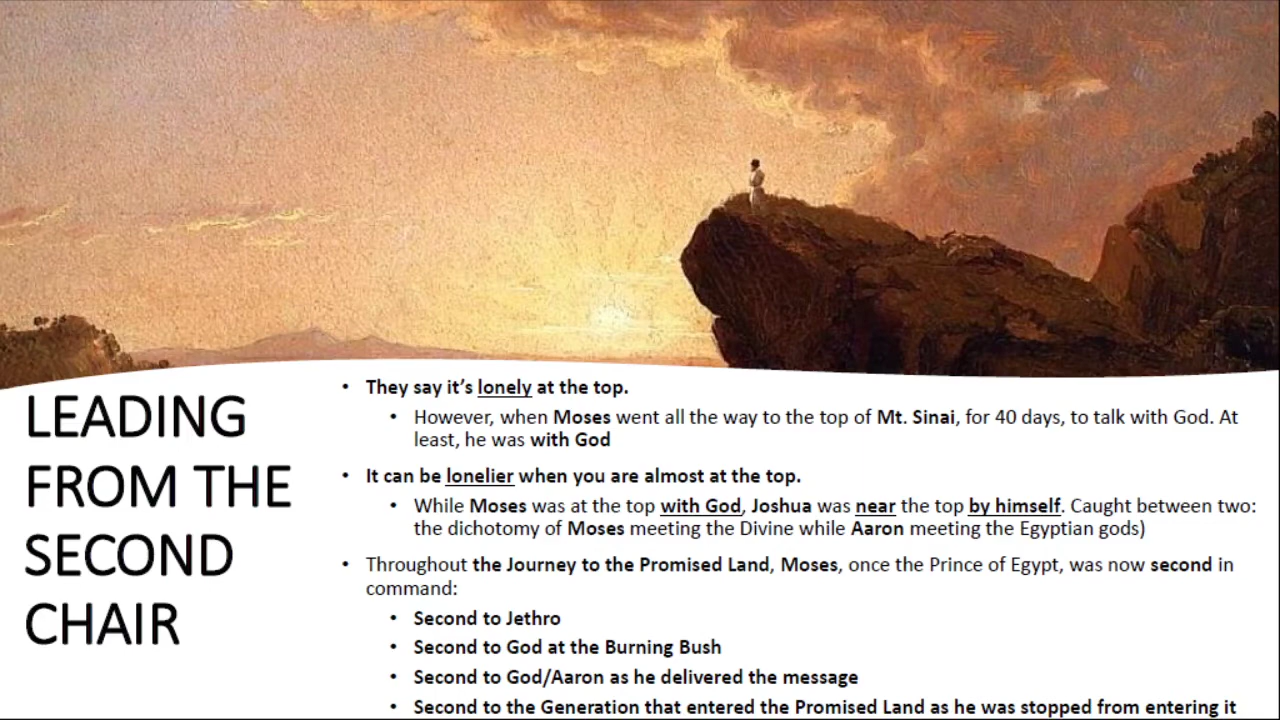 LEADING
FROM THE
SECOND
CHAIR
• They say it's lonely at the top.
• However, when Moses went all the way to the top of Mt. Sinai, for 40 days, to talk with God. At
least, he was with God
• It can be lonelier when you are almost at the top.
• While Moses was at the top with God, Joshua was near the top by himself. Caught between two:
the dichotomy of Moses meeting the Divine while Aaron meeting the Egyptian gods)
• Throughout the Journey to the Promised Land, Moses, once the Prince of Egypt, was now second in
command:
• Second to Jethro
• Second to God at the Burning Bush
• Second to God/Aaron as he delivered the message
• Second to the Generation that entered the Promised Land as he was stopped from entering it